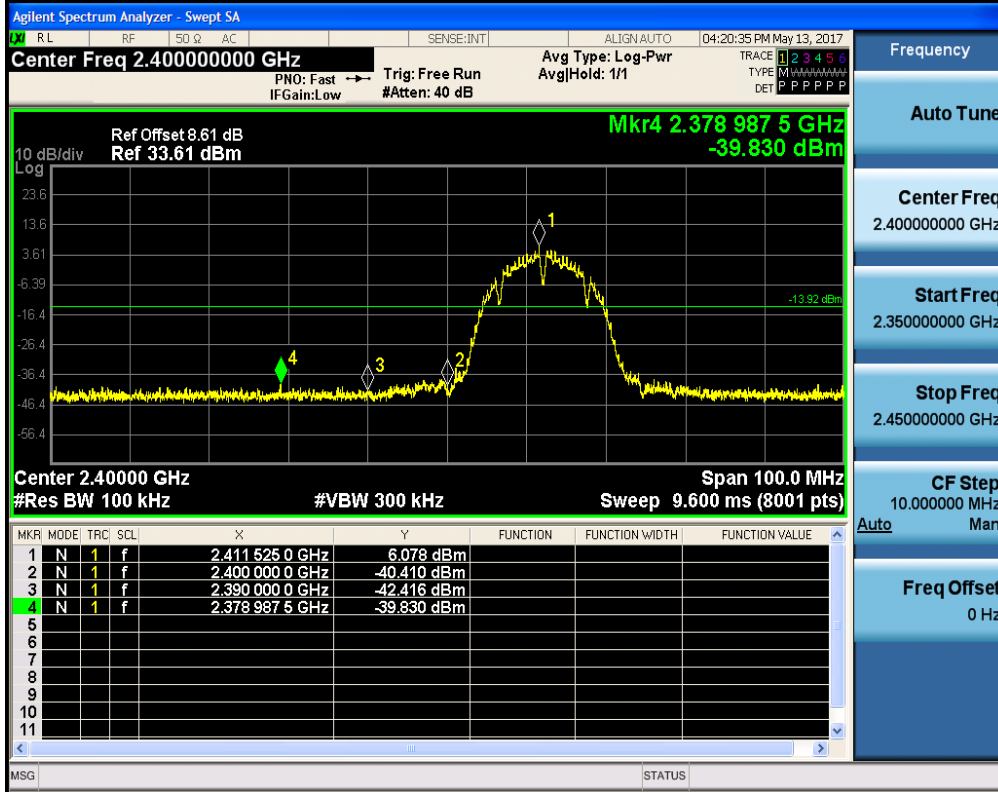 Agilent Spectrum Analyzer - Swept SA
LXI RL RF 50 Ω AC SENSE:INT ALIGN AUTO 04:20:35 PM May 13, 2017
Center Freq 2.400000000 GHz
PNO: Fast
IFGain:Low
Trig: Free Run
#Atten: 40 dB
Avg Type: Log-Pwr
Avg|Hold: 1/1
TRACE 1 2 3 4 5 6
TYPE M
DET P P P P P P
Mkr4 2.378 987 5 GHz
-39.830 dBm
Ref Offset 8.61 dB
10 dB/div Ref 33.61 dBm
Log
23.6
13.6
3.61
-6.39
-16.4
-26.4
-36.4
-46.4
-56.4
1
2
3
4
-13.92 dBm
Center 2.40000 GHz Span 100.0 MHz
#Res BW 100 kHz #VBW 300 kHz Sweep 9.600 ms (8001 pts)
MKR MODE TRC SCL X Y FUNCTION FUNCTION WIDTH FUNCTION VALUE
1 N 1 f 2.411 525 0 GHz 6.078 dBm
2 N 1 f 2.400 000 0 GHz -40.410 dBm
3 N 1 f 2.390 000 0 GHz -42.416 dBm
4 N 1 f 2.378 987 5 GHz -39.830 dBm
5
6
7
8
9
10
11
MSG STATUS
Frequency
Auto Tune
Center Freq
2.400000000 GHz
Start Freq
2.350000000 GHz
Stop Freq
2.450000000 GHz
CF Step
10.000000 MHz
Auto Man
Freq Offset
0 Hz